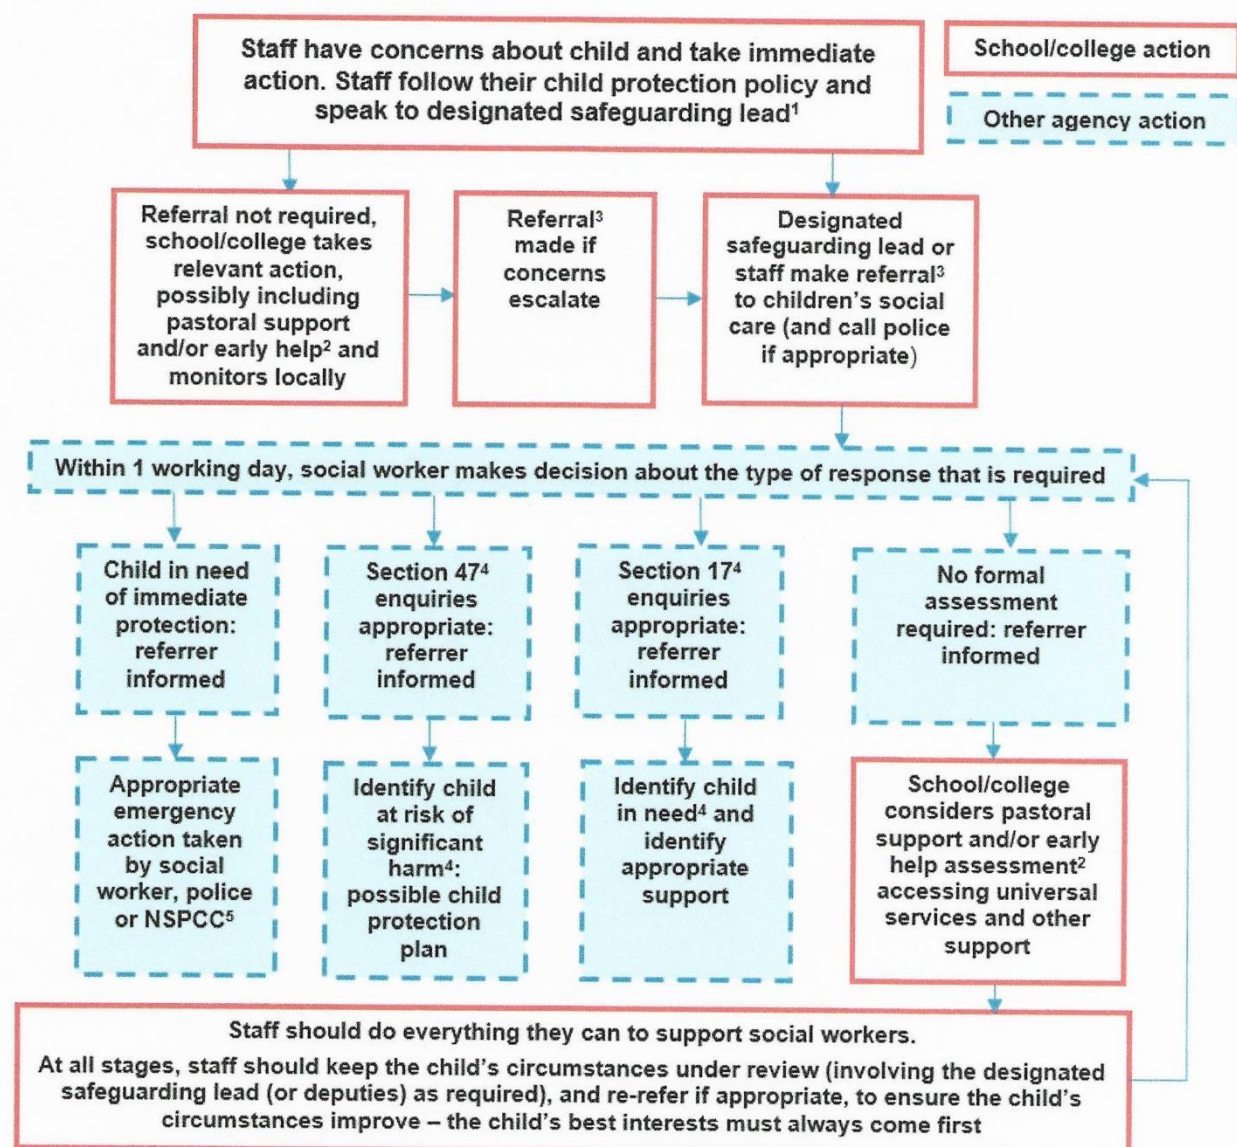 Staff have concerns about child and take immediate
action. Staff follow their child protection policy and
speak to designated safeguarding lead¹
School/college action
Other agency action
Referral not required,
school/college takes
relevant action,
possibly including
pastoral support
and/or early help² and
monitors locally
Referral³
made if
concerns
escalate
Designated
safeguarding lead or
staff make referral³
to children's social
care (and call police
if appropriate)
Within 1 working day, social worker makes decision about the type of response that is required
Child in need
of immediate
protection:
referrer
informed
Section 47⁴
enquiries
appropriate:
referrer
informed
Section 17⁴
enquiries
appropriate:
referrer
informed
No formal
assessment
required: referrer
informed
Appropriate
emergency
action taken
by social
worker, police
or NSPCC⁵
Identify child
at risk of
significant
harm⁴:
possible child
protection
plan
Identify child
in need⁴ and
identify
appropriate
support
School/college
considers pastoral
support and/or early
help assessment²
accessing universal
services and other
support
Staff should do everything they can to support social workers.
At all stages, staff should keep the child's circumstances under review (involving the designated
safeguarding lead (or deputies) as required), and re-refer if appropriate, to ensure the child's
circumstances improve – the child's best interests must always come first